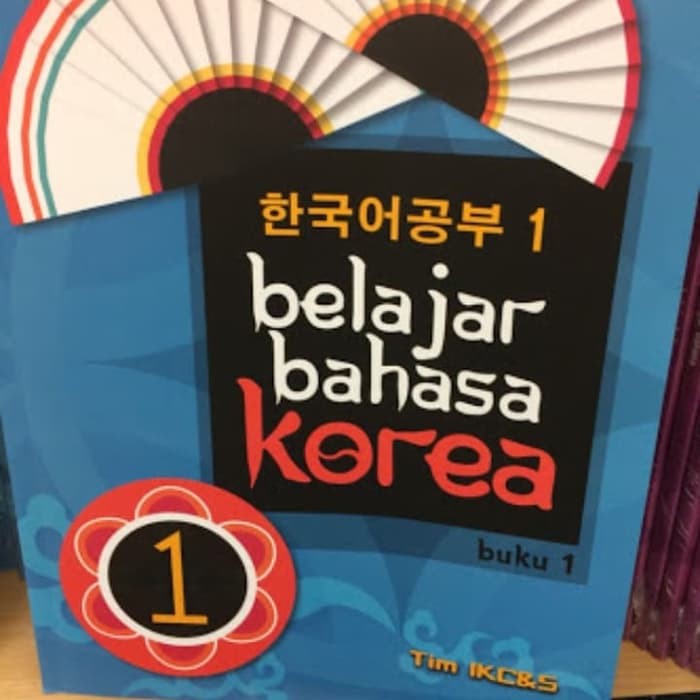 한국어공부 1
belajar
bahasa
korea
buku 1
1
Tim IKC&S